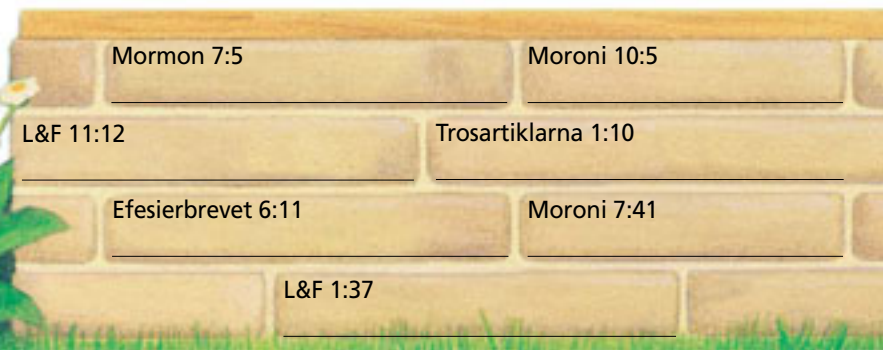 Mormon 7:5
Moroni 10:5
L&F 11:12
Trosartiklarna 1:10
Efesierbrevet 6:11
Moroni 7:41
L&F 1:37